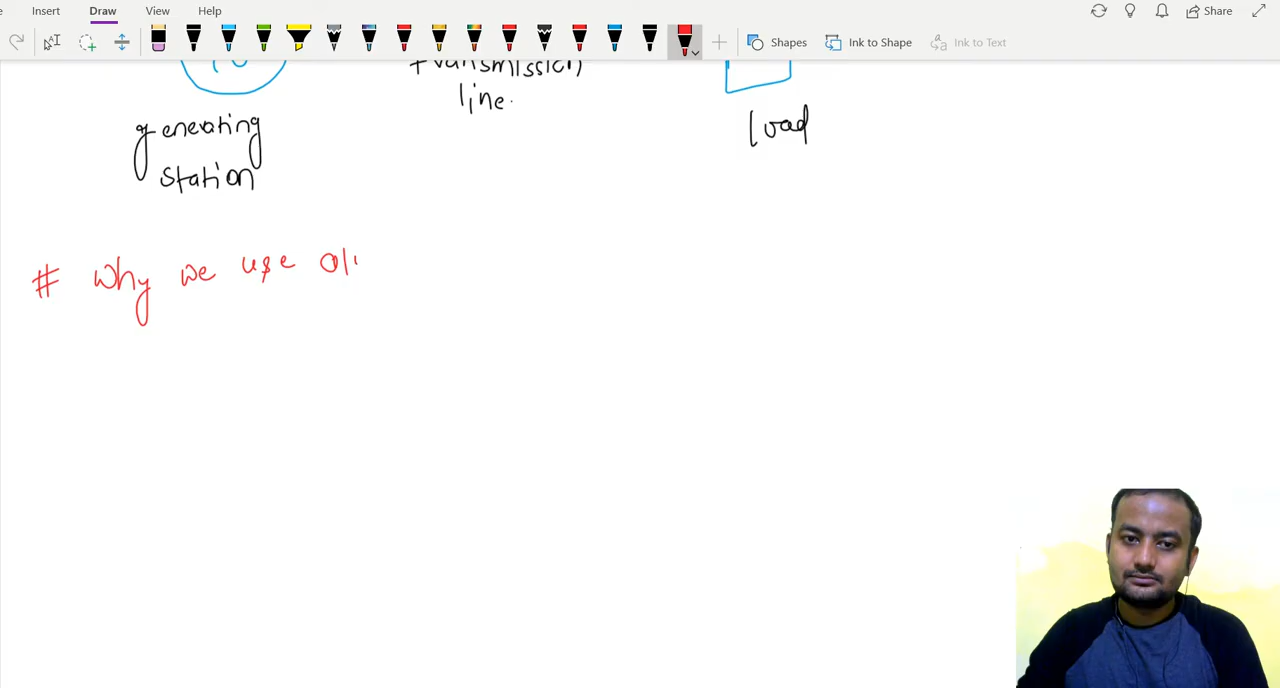 Insert Draw View Help Share
Shapes Ink to Shape Ink to Text
transmission
line.
load
generating
station
# Why we use